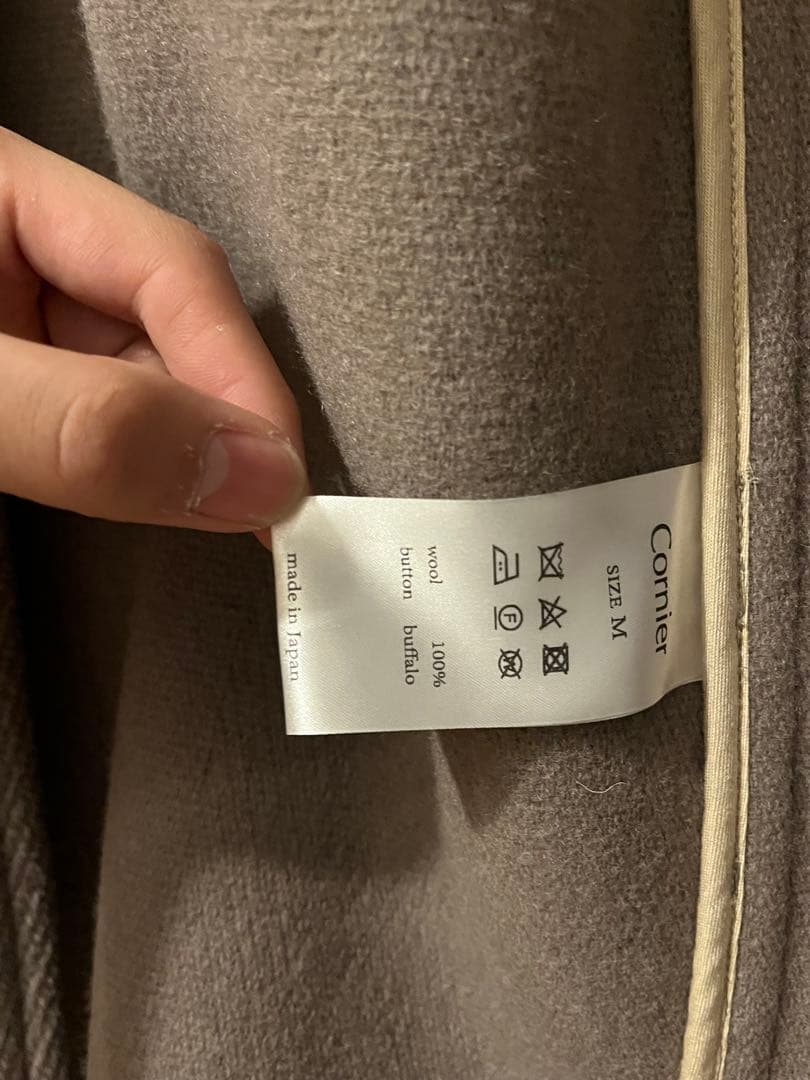 Cornier
SIZE M
F
W
wool 100%
button buffalo
made in Japan